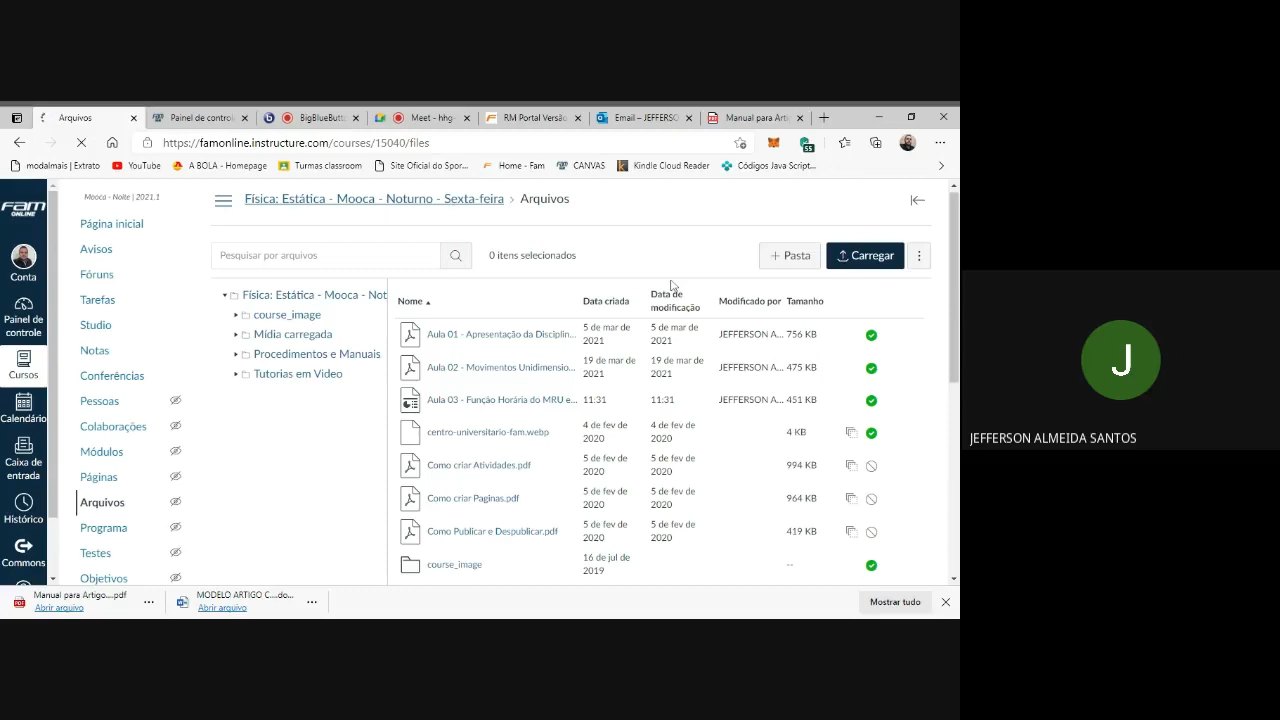 Arquivos
Painel de control
BigBlueButt
Meet - hhg-
RM Portal Versão
Email – JEFFERS
Manual para Arti
https://famonline.instructure.com/courses/15040/files
55
modalmais | Extrato
YouTube
A BOLA - Homepage
Turmas classroom
Site Oficial do Spor...
Home - Fam
CANVAS
Kindle Cloud Reader
Códigos Java Script...
Fam
ONLINE
Conta
Painel de controle
Cursos
Calendário
Caixa de entrada
Histórico
Commons
Mooca - Noite | 2021.1
Página inicial
Avisos
Fóruns
Tarefas
Studio
Notas
Conferências
Pessoas
Colaborações
Módulos
Páginas
Arquivos
Programa
Testes
Objetivos
Física: Estática - Mooca - Noturno - Sexta-feira > Arquivos
Pesquisar por arquivos
0 itens selecionados
+ Pasta
Carregar
Física: Estática - Mooca - Not
course_image
Mídia carregada
Procedimentos e Manuais
Tutorias em Vídeo
Nome Data criada Data de modificação Modificado por Tamanho
Aula 01 - Apresentação da Disciplin... 5 de mar de 2021 5 de mar de 2021 JEFFERSON A... 756 KB
Aula 02 - Movimentos Unidimensio... 19 de mar de 2021 19 de mar de 2021 JEFFERSON A... 475 KB
Aula 03 - Função Horária do MRU e... 11:31 11:31 JEFFERSON A... 451 KB
centro-universitario-fam.webp 4 de fev de 2020 4 de fev de 2020 4 KB
Como criar Atividades.pdf 5 de fev de 2020 5 de fev de 2020 994 KB
Como criar Paginas.pdf 5 de fev de 2020 5 de fev de 2020 964 KB
Como Publicar e Despublicar.pdf 5 de fev de 2020 5 de fev de 2020 419 KB
course_image 16 de jul de 2019 --
Manual para Artigo....pdf
Abrir arquivo
MODELO ARTIGO C....do...
Abrir arquivo
Mostrar tudo
J
JEFFERSON ALMEIDA SANTOS